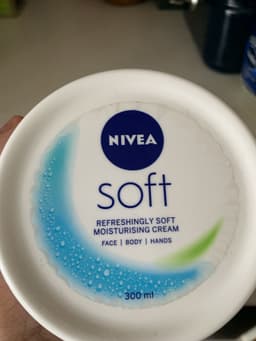 NIVEA
soft
REFRESHINGLY SOFT
MOISTURISING CREAM
FACE | BODY | HANDS
300 ml